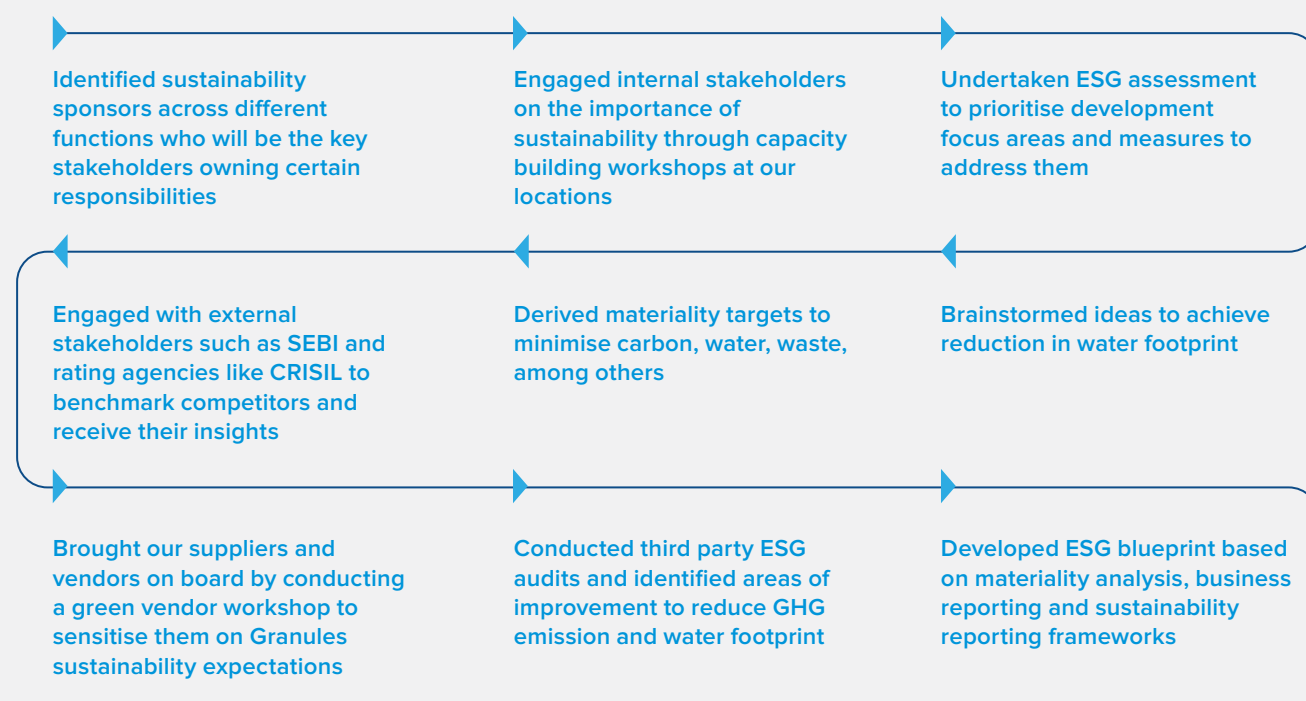 Identified sustainability
sponsors across different
functions who will be the key
stakeholders owning certain
responsibilities
Engaged internal stakeholders
on the importance of
sustainability through capacity
building workshops at our
locations
Undertaken ESG assessment
to prioritise development
focus areas and measures to
address them
Engaged with external
stakeholders such as SEBI and
rating agencies like CRISIL to
benchmark competitors and
receive their insights
Derived materiality targets to
minimise carbon, water, waste,
among others
Brainstormed ideas to achieve
reduction in water footprint
Brought our suppliers and
vendors on board by conducting
a green vendor workshop to
sensitise them on Granules
sustainability expectations
Conducted third party ESG
audits and identified areas of
improvement to reduce GHG
emission and water footprint
Developed ESG blueprint based
on materiality analysis, business
reporting and sustainability
reporting frameworks